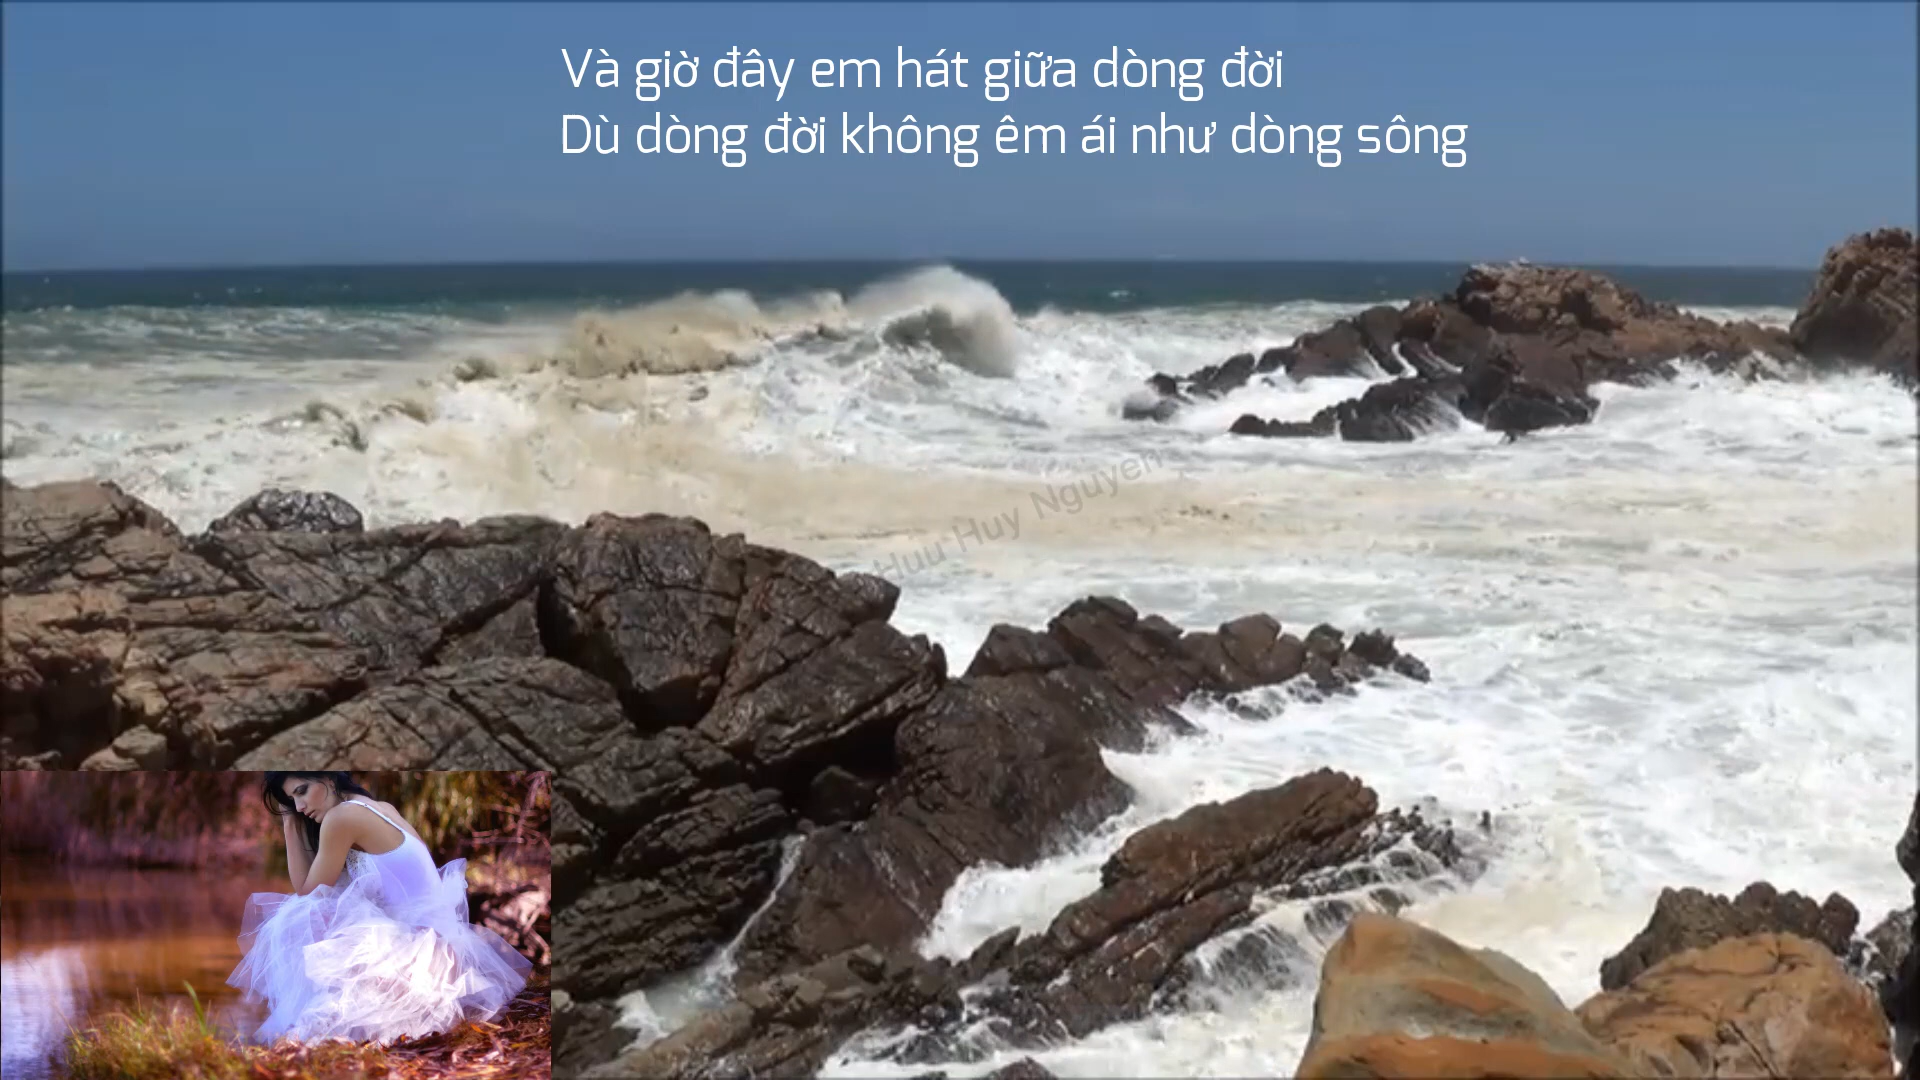 Và giờ đây em hát giữa dòng đời
Dù dòng đời không êm ái như dòng sông
Huu Huy Nguyen